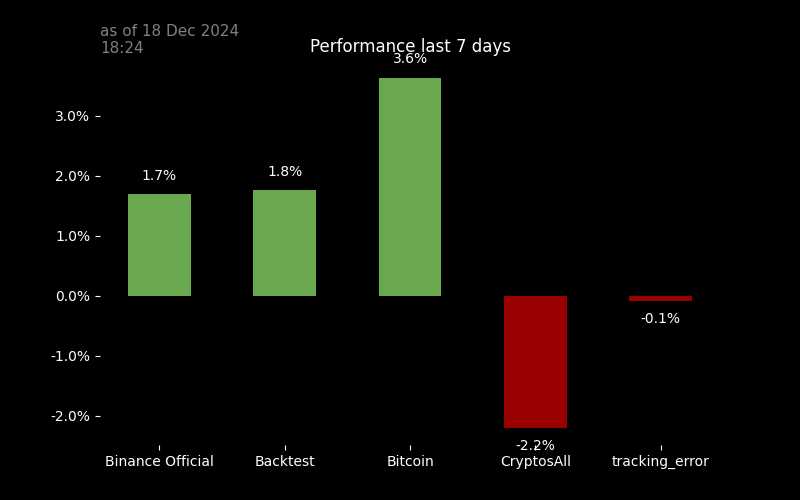 as of 18 Dec 2024
18:24
Performance last 7 days
3.6%
3.0%
2.0%
1.7%
1.8%
1.0%
0.0%
-0.1%
-1.0%
-2.0%
-2.2%
Binance Official
Backtest
Bitcoin
CryptosAll
tracking_error